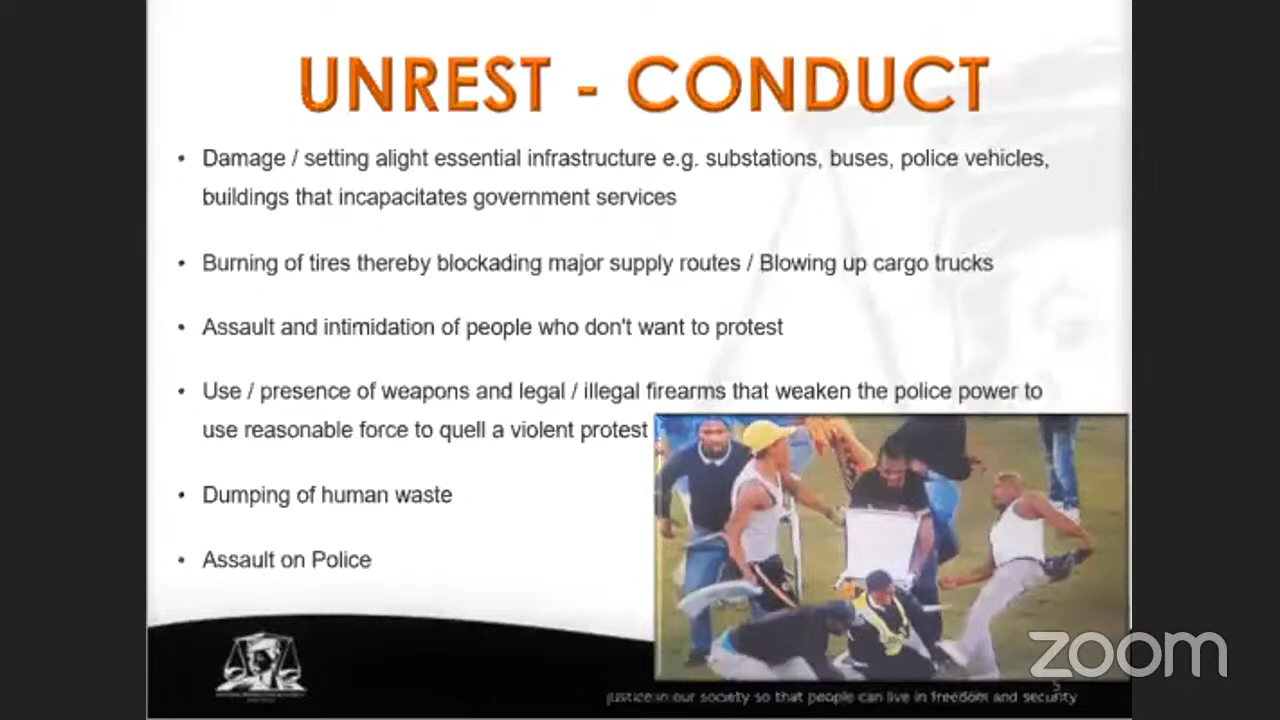 UNREST - CONDUCT
• Damage / setting alight essential infrastructure e.g. substations, buses, police vehicles,
buildings that incapacitates government services
• Burning of tires thereby blockading major supply routes / Blowing up cargo trucks
• Assault and intimidation of people who don't want to protest
• Use / presence of weapons and legal / illegal firearms that weaken the police power to
use reasonable force to quell a violent protest
• Dumping of human waste
• Assault on Police
zoom
justice in our society so that people can live in freedom and security